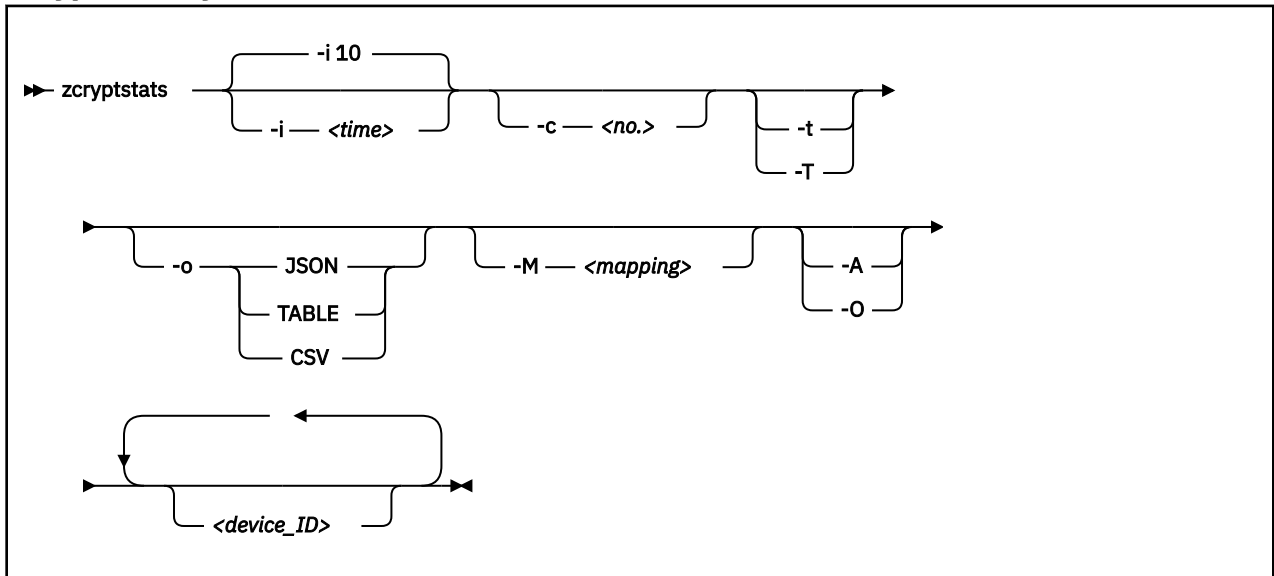 -i 10
zcryptstats
-i <time>
-c <no.>
-t
-T
-o JSON
TABLE
CSV
-M <mapping>
-A
-O
<device_ID>